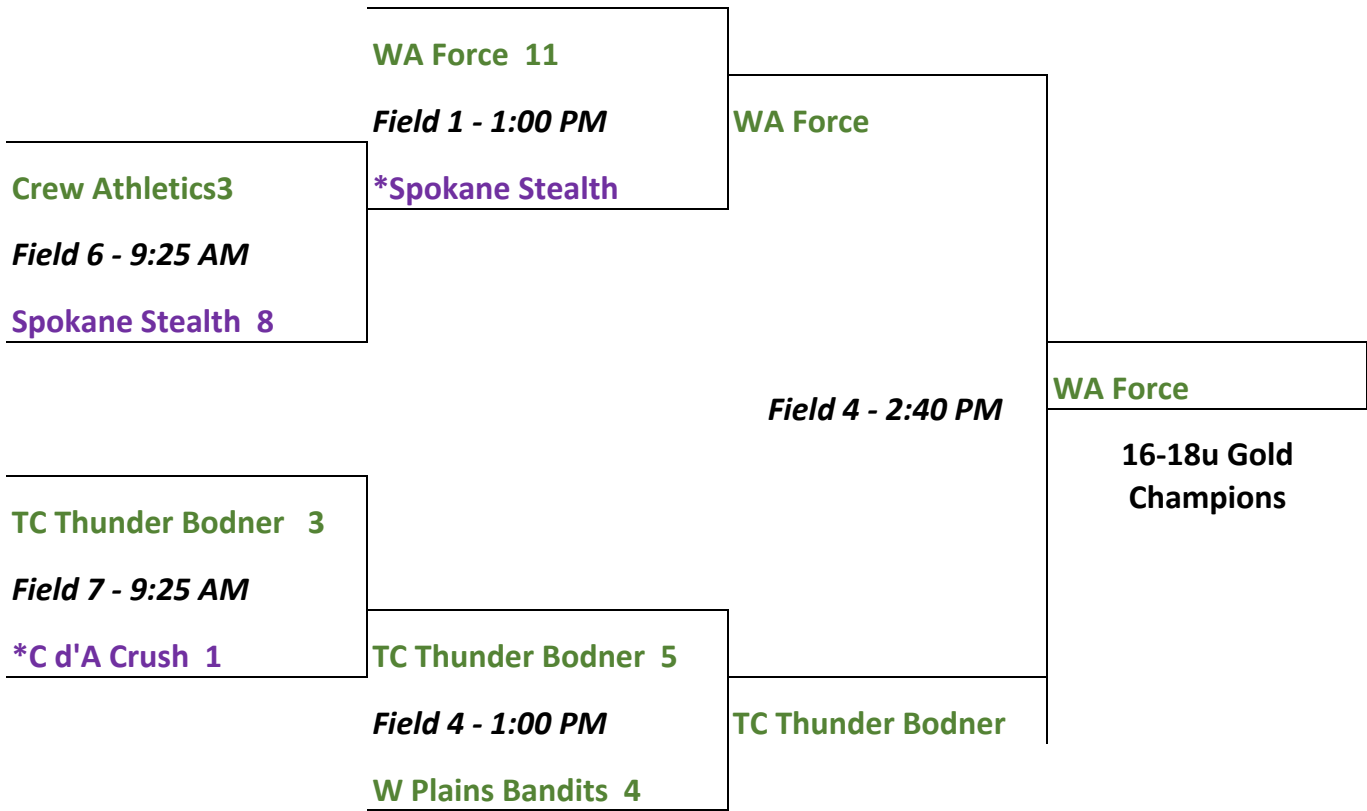 WA Force 11
Field 1 - 1:00 PM
*Spokane Stealth
Crew Athletics3
Field 6 - 9:25 AM
Spokane Stealth 8
WA Force
Field 4 - 2:40 PM
WA Force
16-18u Gold
Champions
TC Thunder Bodner 3
Field 7 - 9:25 AM
*C d'A Crush 1
TC Thunder Bodner 5
Field 4 - 1:00 PM
W Plains Bandits 4
TC Thunder Bodner